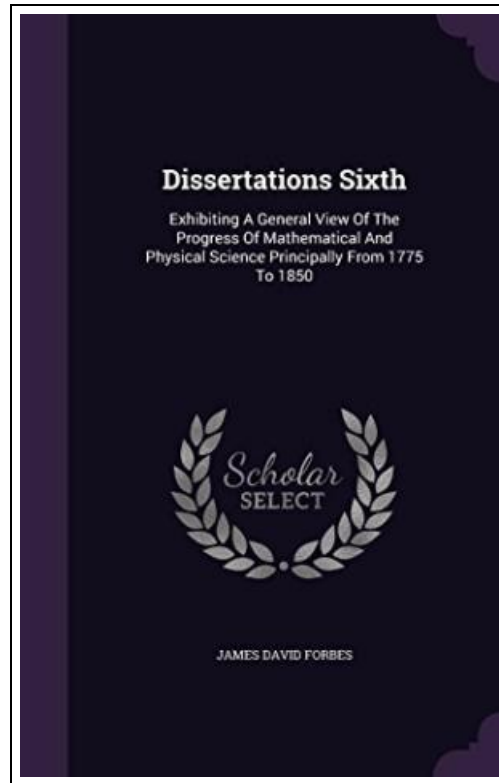 Dissertations Sixth
Exhibiting A General View Of The
Progress Of Mathematical And
Physical Science Principally From 1775
To 1850
Scholar
SELECT
JAMES DAVID FORBES